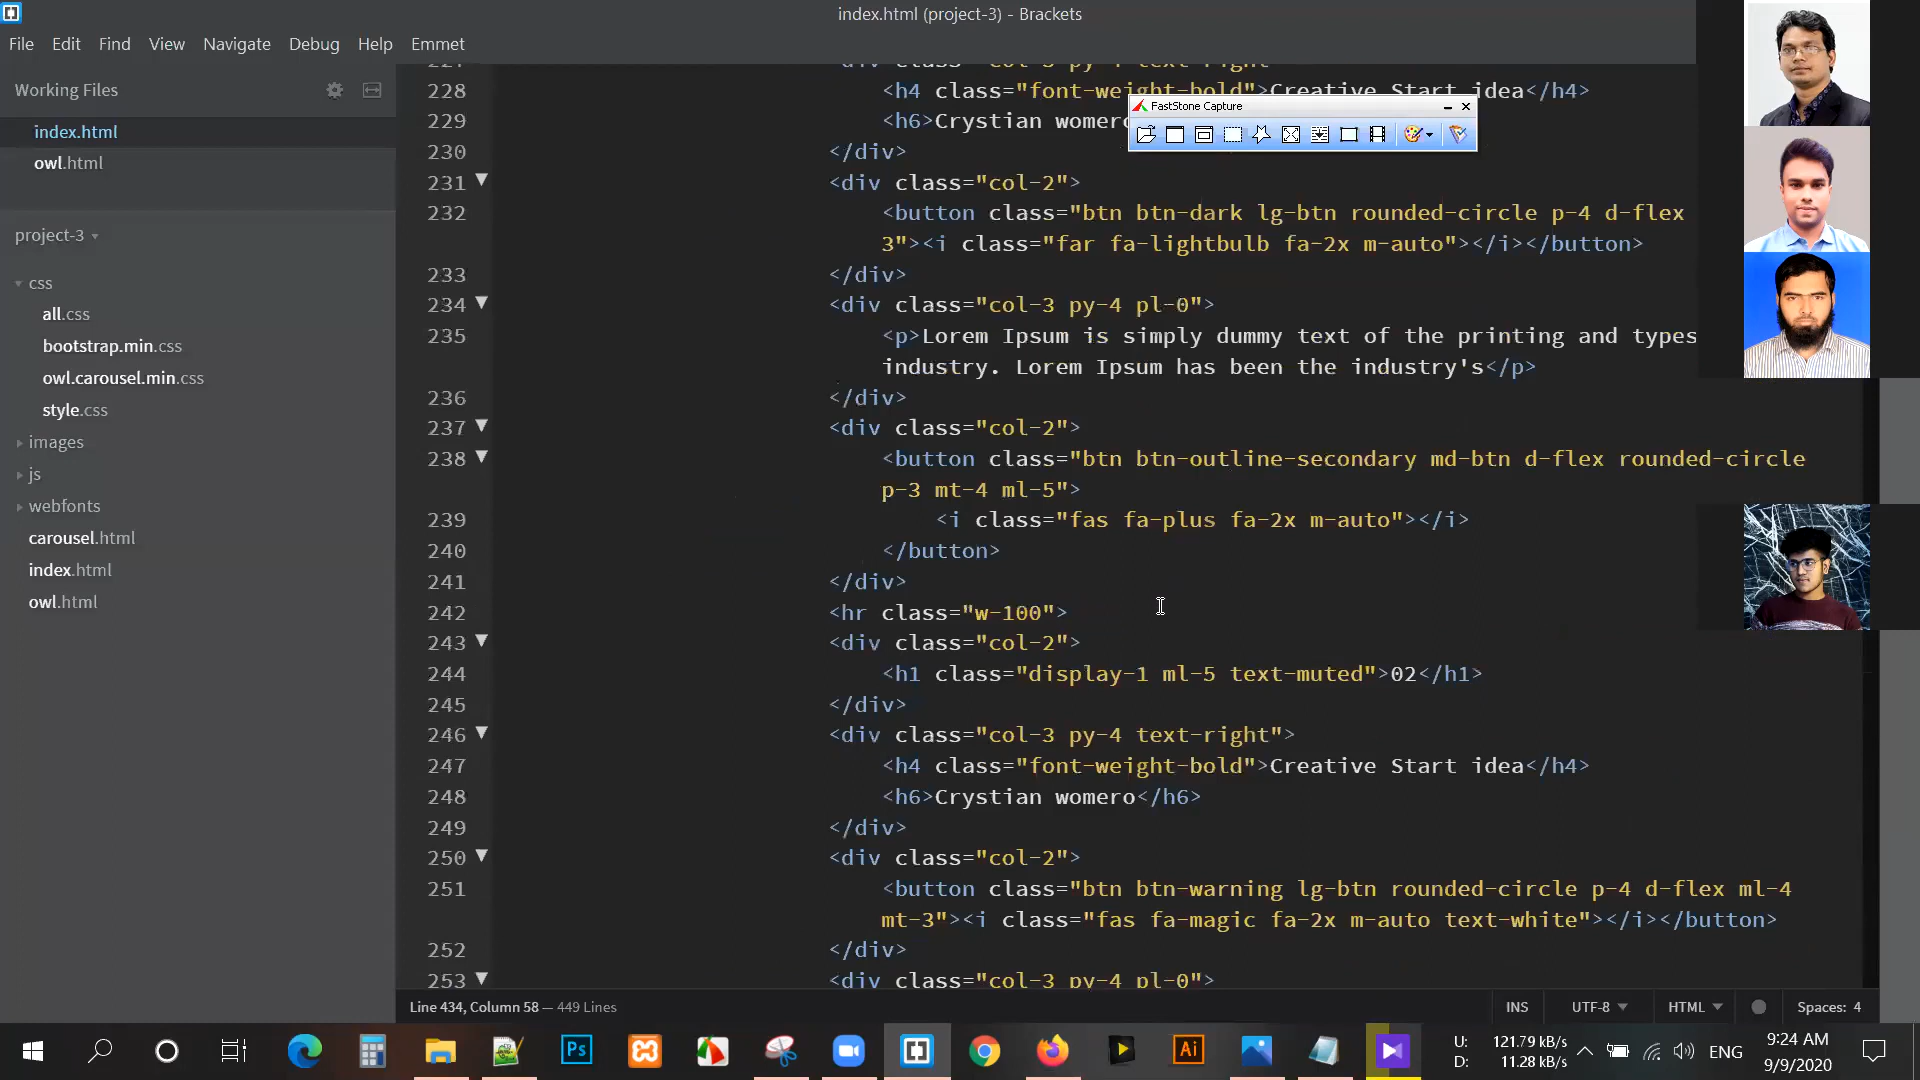 index.html (project-3) - Brackets
File Edit Find View Navigate Debug Help Emmet
Working Files
index.html
owl.html
project-3
css
all.css
bootstrap.min.css
owl.carousel.min.css
style.css
images
js
webfonts
carousel.html
index.html
owl.html
FastStone Capture
228 <h4 class="font-weight-bold">Creative Start idea</h4>
229 <h6>Crystian womero
230 </div>
231 <div class="col-2">
232 <button class="btn btn-dark lg-btn rounded-circle p-4 d-flex
3"><i class="far fa-lightbulb fa-2x m-auto"></i></button>
233 </div>
234 <div class="col-3 py-4 pl-0">
235 <p>Lorem Ipsum is simply dummy text of the printing and types
industry. Lorem Ipsum has been the industry's</p>
236 </div>
237 <div class="col-2">
238 <button class="btn btn-outline-secondary md-btn d-flex rounded-circle
p-3 mt-4 ml-5">
239 <i class="fas fa-plus fa-2x m-auto"></i>
240 </button>
241 </div>
242 <hr class="w-100">
243 <div class="col-2">
244 <h1 class="display-1 ml-5 text-muted">02</h1>
245 </div>
246 <div class="col-3 py-4 text-right">
247 <h4 class="font-weight-bold">Creative Start idea</h4>
248 <h6>Crystian womero</h6>
249 </div>
250 <div class="col-2">
251 <button class="btn btn-warning lg-btn rounded-circle p-4 d-flex ml-4
mt-3"><i class="fas fa-magic fa-2x m-auto text-white"></i></button>
252 </div>
253 <div class="col-3 py-4 pl-0">
Line 434, Column 58 — 449 Lines
INS UTF-8 HTML Spaces: 4
U: 121.79 kB/s
D: 11.28 kB/s
ENG
9:24 AM
9/9/2020